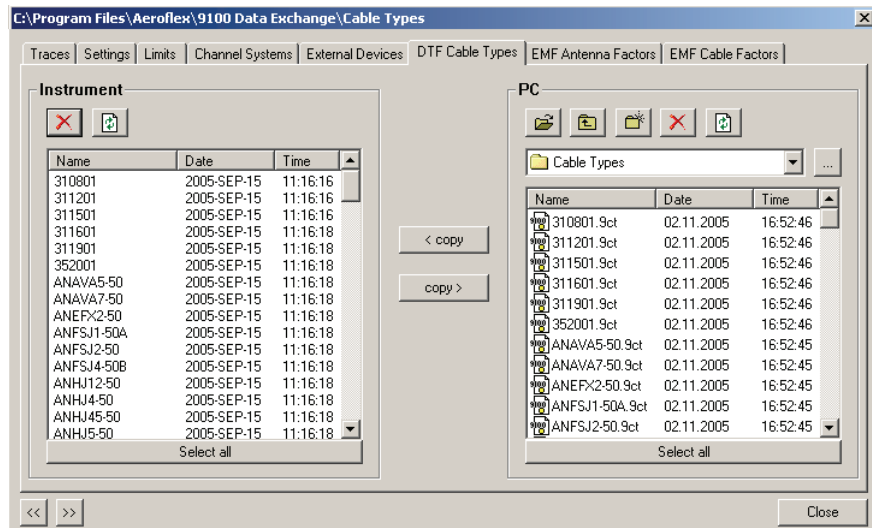 C:\Program Files\Aeroflex\9100 Data Exchange\Cable Types
Traces Settings Limits Channel Systems External Devices DTF Cable Types EMF Antenna Factors EMF Cable Factors
Instrument
Name Date Time
310801 2005-SEP-15 11:16:16
311201 2005-SEP-15 11:16:16
311501 2005-SEP-15 11:16:16
311601 2005-SEP-15 11:16:18
311901 2005-SEP-15 11:16:18
352001 2005-SEP-15 11:16:18
ANAVA5-50 2005-SEP-15 11:16:18
ANAVA7-50 2005-SEP-15 11:16:18
ANEFX2-50 2005-SEP-15 11:16:18
ANFSJ1-50A 2005-SEP-15 11:16:18
ANFSJ2-50 2005-SEP-15 11:16:18
ANFSJ4-50B 2005-SEP-15 11:16:18
ANHJ12-50 2005-SEP-15 11:16:18
ANHJ4-50 2005-SEP-15 11:16:18
ANHJ45-50 2005-SEP-15 11:16:18
ANHJ5-50 2005-SEP-15 11:16:18
Select all
< copy
copy >
PC
Cable Types ...
Name Date Time
310801.9ct 02.11.2005 16:52:46
311201.9ct 02.11.2005 16:52:46
311501.9ct 02.11.2005 16:52:46
311601.9ct 02.11.2005 16:52:46
311901.9ct 02.11.2005 16:52:46
352001.9ct 02.11.2005 16:52:46
ANAVA5-50.9ct 02.11.2005 16:52:45
ANAVA7-50.9ct 02.11.2005 16:52:45
ANEFX2-50.9ct 02.11.2005 16:52:45
ANFSJ1-50A.9ct 02.11.2005 16:52:45
ANFSJ2-50.9ct 02.11.2005 16:52:45
Select all
<< >> Close